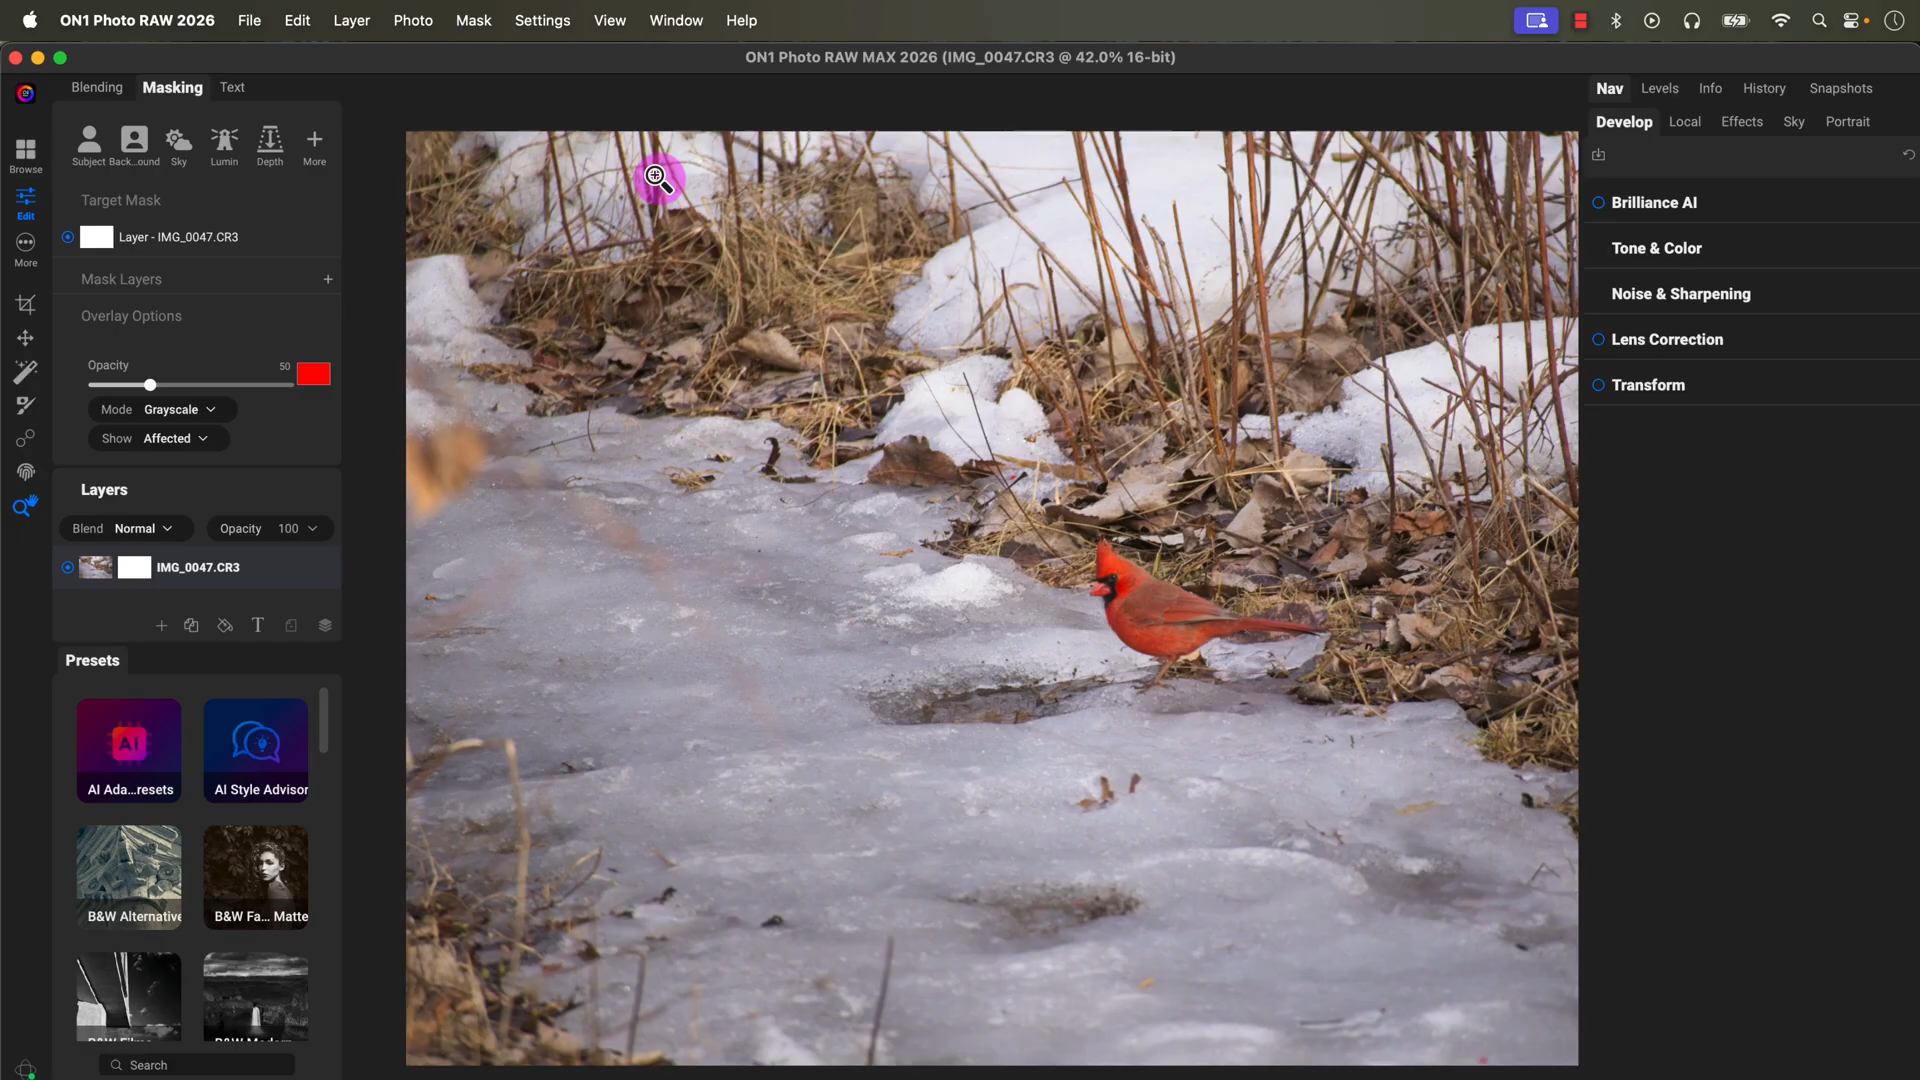 ON1 Photo RAW 2026 File Edit Layer Photo Mask Settings View Window Help
ON1 Photo RAW MAX 2026 (IMG_0047.CR3 @ 42.0% 16-bit)
Blending Masking Text
Subject Back...ound Sky Lumin Depth More
Target Mask
Layer - IMG_0047.CR3
Mask Layers
Overlay Options
Opacity 50
Mode Grayscale
Show Affected
Layers
Blend Normal Opacity 100
IMG_0047.CR3
Presets
AI
AI Ada...resets AI Style Advisor
B&W Alternative B&W Fa... Matte
B&W Films B&W Modern
Search
Browse
Edit
More
Nav Levels Info History Snapshots
Develop Local Effects Sky Portrait
Brilliance AI
Tone & Color
Noise & Sharpening
Lens Correction
Transform